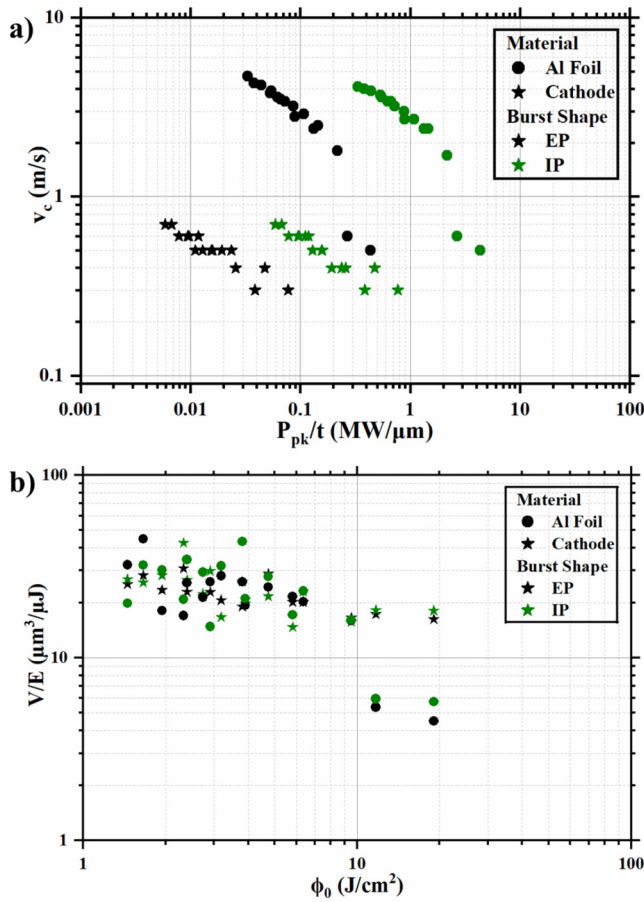 a)
10
1
0.1
v_c (m/s)
0.001
0.01
0.1
1
10
100
P_pk/t (MW/μm)
Material
Al Foil
Cathode
Burst Shape
EP
IP
b)
100
10
1
V/E (μm³/μJ)
1
10
100
ϕ₀ (J/cm²)
Material
Al Foil
Cathode
Burst Shape
EP
IP